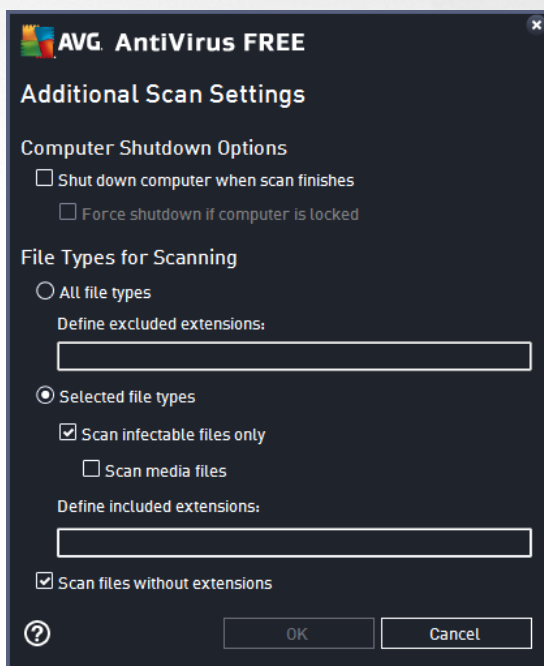 AVG. AntiVirus FREE
Additional Scan Settings
Computer Shutdown Options
Shut down computer when scan finishes
Force shutdown if computer is locked
File Types for Scanning
All file types
Define excluded extensions:
Selected file types
Scan infectable files only
Scan media files
Define included extensions:
Scan files without extensions
OK Cancel